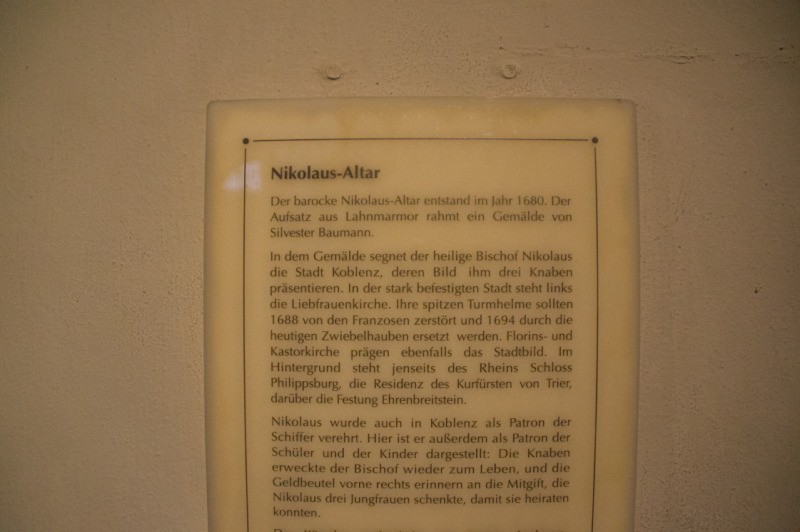 Nikolaus-Altar
Der barocke Nikolaus-Altar entstand im Jahr 1680. Der
Aufsatz aus Lahnmarmor rahmt ein Gemälde von
Silvester Baumann.
In dem Gemälde segnet der heilige Bischof Nikolaus
die Stadt Koblenz, deren Bild ihm drei Knaben
präsentieren. In der stark befestigten Stadt steht links
die Liebfrauenkirche. Ihre spitzen Turmhelme sollten
1688 von den Franzosen zerstört und 1694 durch die
heutigen Zwiebelhauben ersetzt werden. Florins- und
Kastorkirche prägen ebenfalls das Stadtbild. Im
Hintergrund steht jenseits des Rheins Schloss
Philippsburg, die Residenz des Kurfürsten von Trier,
darüber die Festung Ehrenbreitstein.
Nikolaus wurde auch in Koblenz als Patron der
Schiffer verehrt. Hier ist er außerdem als Patron der
Schüler und der Kinder dargestellt: Die Knaben
erweckte der Bischof wieder zum Leben, und die
Geldbeutel vorne rechts erinnern an die Mitgift, die
Nikolaus drei Jungfrauen schenkte, damit sie heiraten
konnten.